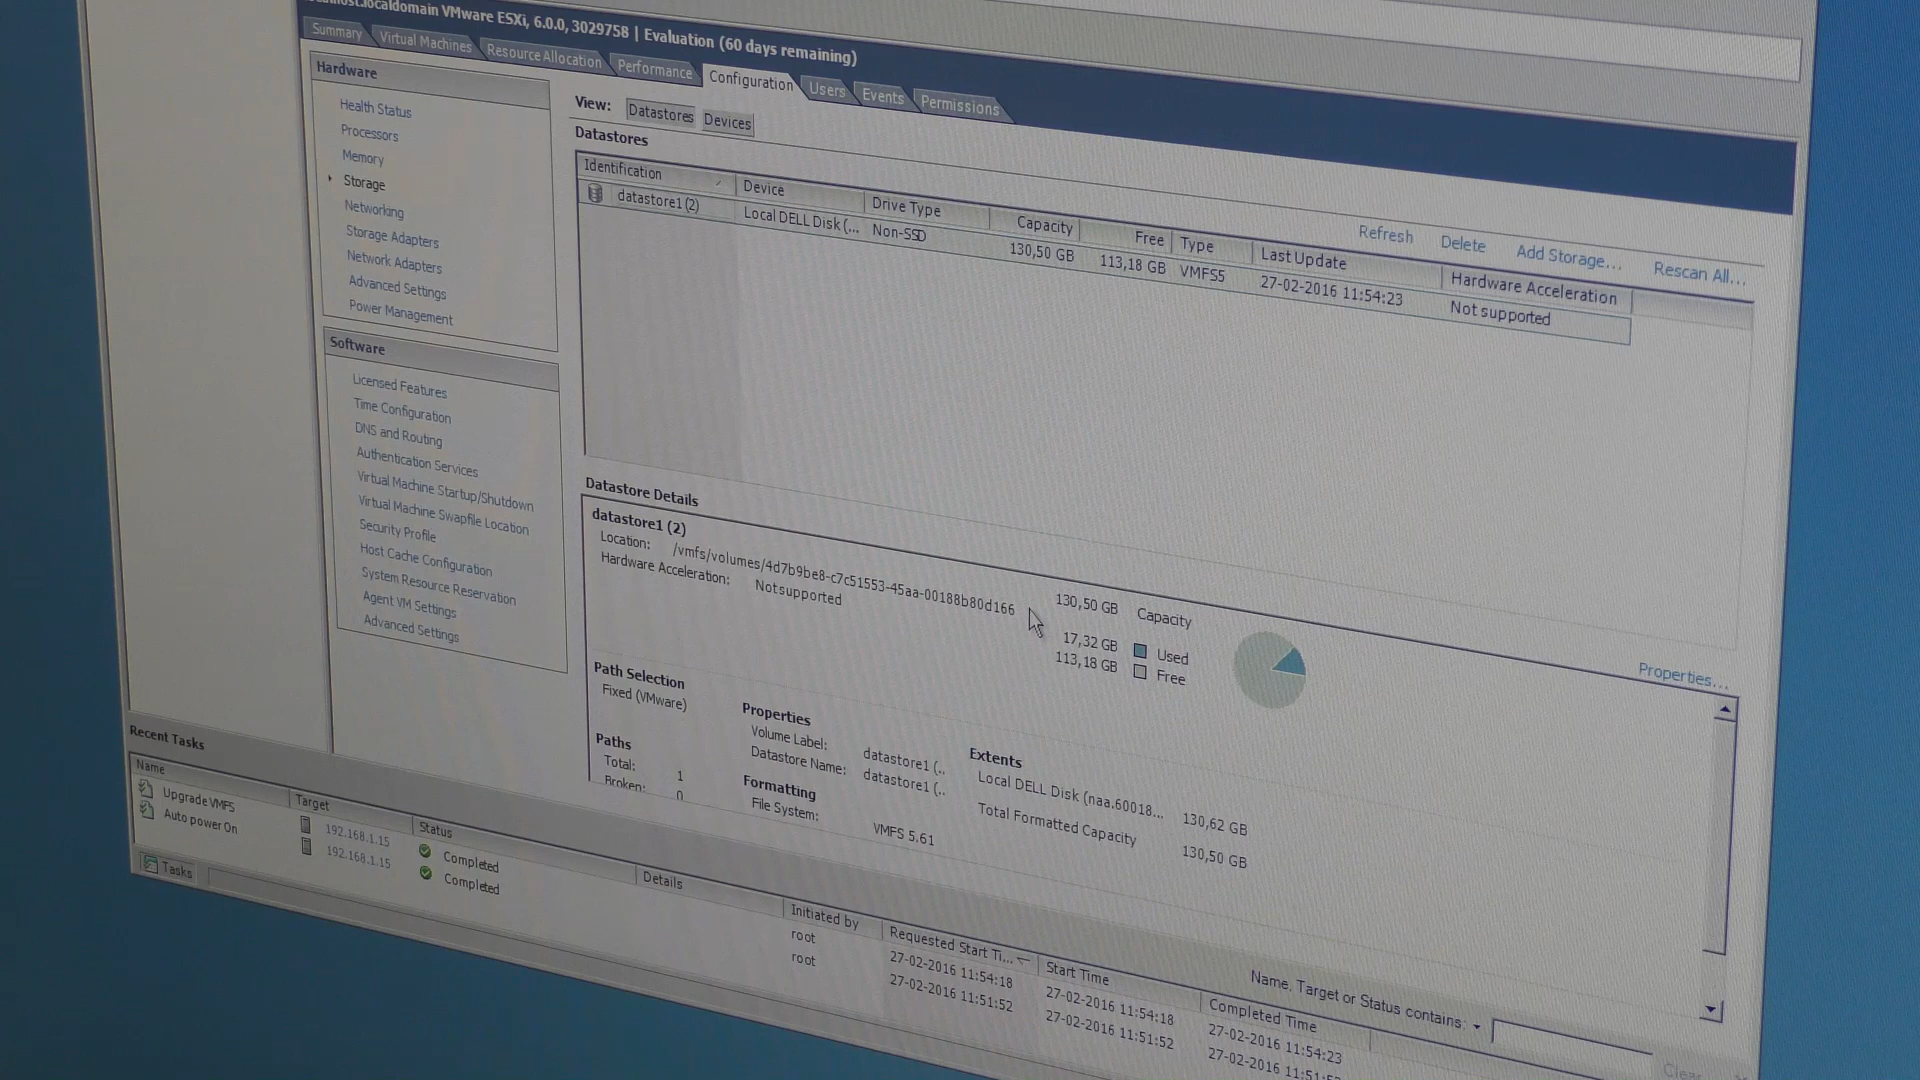 localdomain VMware ESXi, 6.0.0, 3029758 | Evaluation (60 days remaining)
Summary Virtual Machines Resource Allocation Performance Configuration Users Events Permissions
Hardware
Health Status
Processors
Memory
Storage
Networking
Storage Adapters
Network Adapters
Advanced Settings
Power Management
Software
Licensed Features
Time Configuration
DNS and Routing
Authentication Services
Virtual Machine Startup/Shutdown
Virtual Machine Swapfile Location
Security Profile
Host Cache Configuration
System Resource Reservation
Agent VM Settings
Advanced Settings
View: Datastores Devices
Datastores
Refresh Delete Add Storage... Rescan All...
Identification Device Drive Type Capacity Free Type Last Update Hardware Acceleration
datastore1 (2) Local DELL Disk (... Non-SSD 130,50 GB 113,18 GB VMFS5 27-02-2016 11:54:23 Not supported
Datastore Details
Properties...
datastore1 (2)
Location: /vmfs/volumes/4d7b9be8-c7c51553-45aa-00188b80d166
Hardware Acceleration: Not supported
130,50 GB Capacity
17,32 GB Used
113,18 GB Free
Path Selection
Fixed (VMware)
Paths
Total: 1
Broken: 0
Properties
Volume Label: datastore1 (..
Datastore Name: datastore1 (..
Formatting
File System: VMFS 5.61
Extents
Local DELL Disk (naa.60018... 130,62 GB
Total Formatted Capacity 130,50 GB
Recent Tasks
Name, Target or Status contains:
Clear
Name Target Status Details Initiated by Requested Start Ti... Start Time Completed Time
Upgrade VMFS 192.168.1.15 Completed root 27-02-2016 11:54:18 27-02-2016 11:54:18 27-02-2016 11:54:23
Auto power On 192.168.1.15 Completed root 27-02-2016 11:51:52 27-02-2016 11:51:52 27-02-2016
Tasks